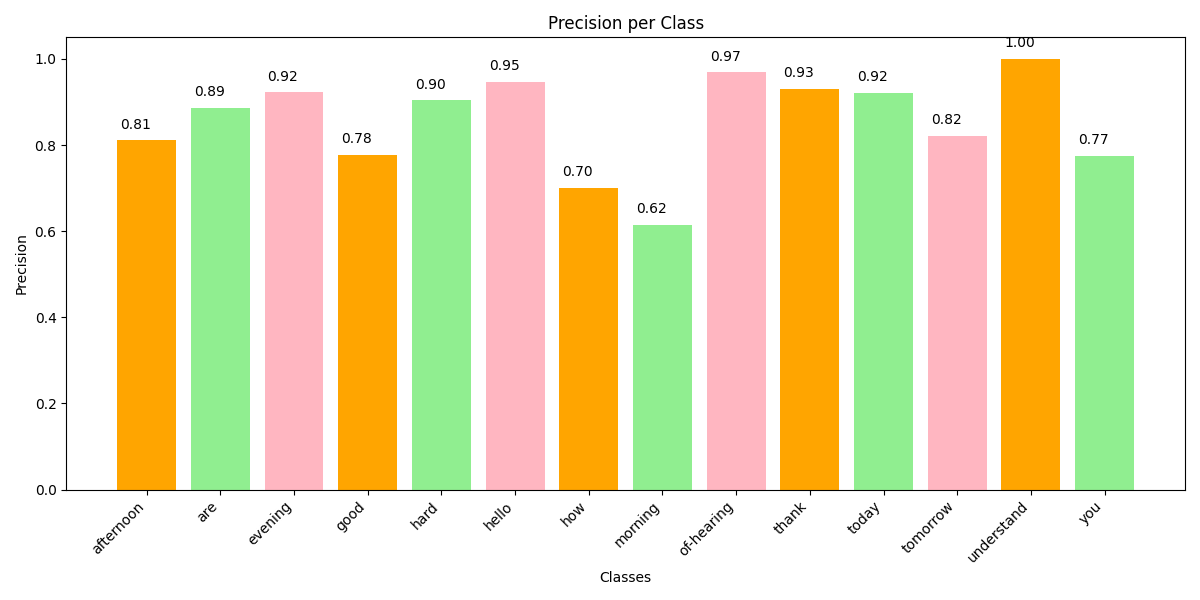 Precision per Class
Precision
1.0
0.8
0.6
0.4
0.2
0.0
0.81
0.89
0.92
0.78
0.90
0.95
0.70
0.62
0.97
0.93
0.92
0.82
1.00
0.77
afternoon
are
evening
good
hard
hello
how
morning
of-hearing
thank
today
tomorrow
understand
you
Classes